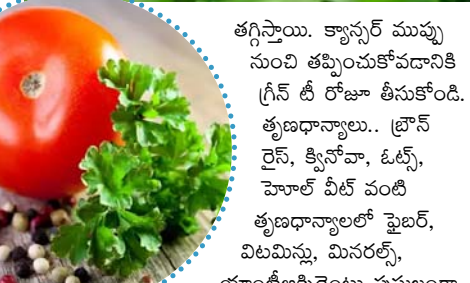 తగ్గిస్తాయి. క్యాన్సర్ ముప్పు
నుంచి తప్పించుకోవడానికి
గ్రీన్ టీ రోజూ తీసుకోండి.
తృణధాన్యాలు.. బ్రౌన్
రైస్, క్వినోవా, ఓట్స్,
హెూల్ వీట్ వంటి
తృణధాన్యాలలో ఫైబర్,
విటమిన్లు, మినరల్స్,